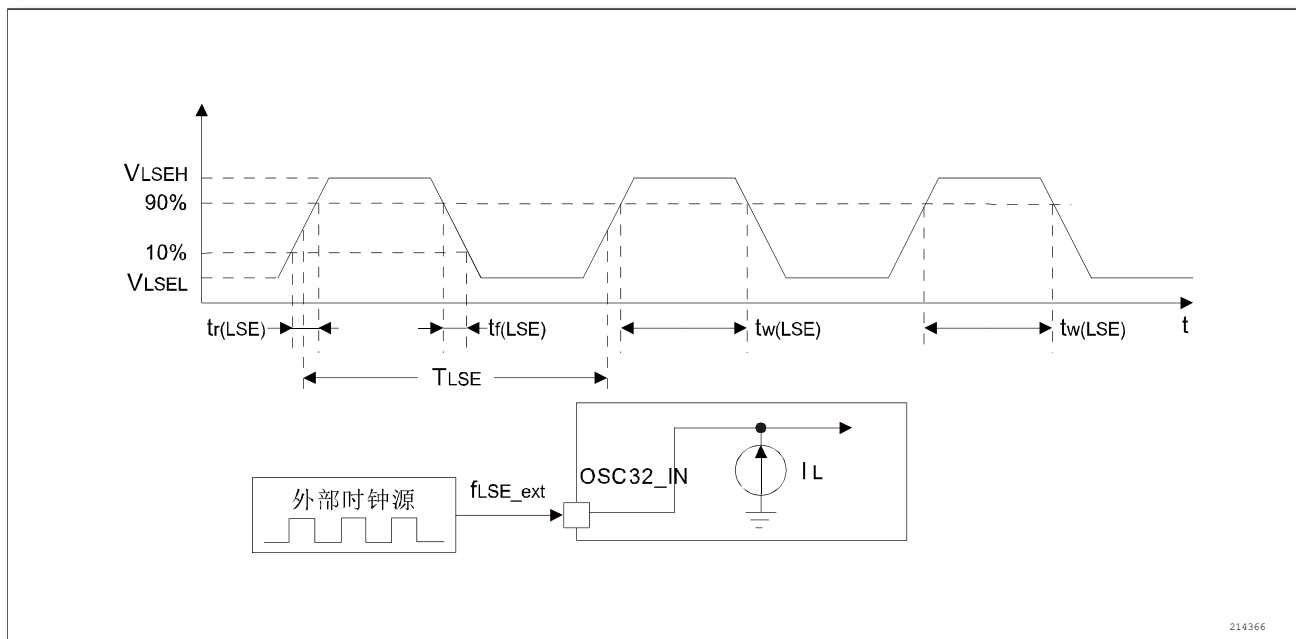 VLSEH
90%
10%
VLSEL
tr(LSE)
tf(LSE)
tw(LSE)
tw(LSE)
t
TLSE
OSC32_IN
IL
fLSE_ext
外部时钟源
214366